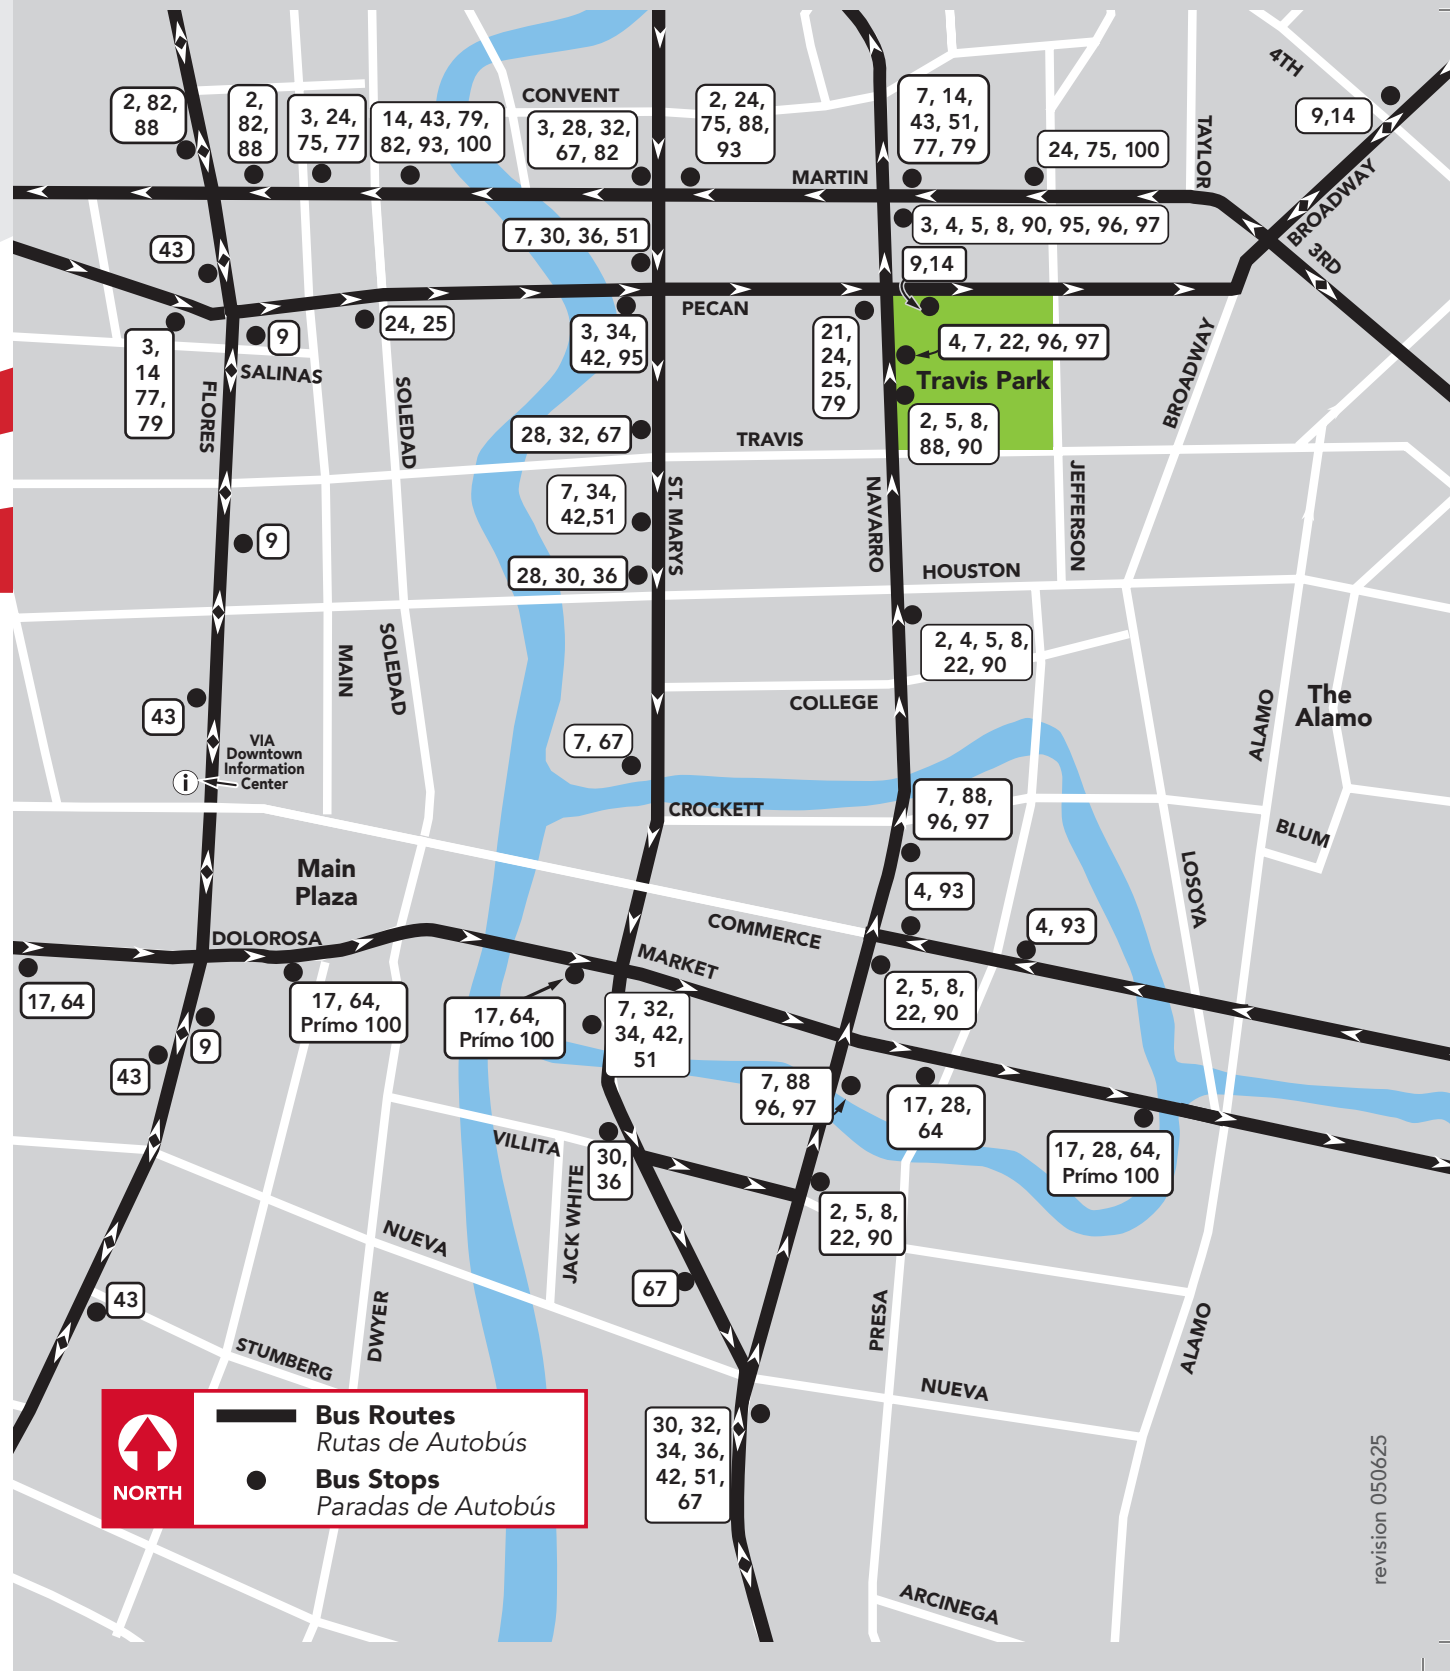 4TH
CONVENT
2, 82,
88
2,
82,
88
3, 24,
75, 77
14, 43, 79,
82, 93, 100
3, 28, 32,
67, 82
2, 24,
75, 88,
93
7, 14,
43, 51,
77, 79
24, 75, 100
TAYLOR
9,14
MARTIN
BROADWAY
3RD
43
7, 30, 36, 51
3, 4, 5, 8, 90, 95, 96, 97
9,14
PECAN
3,
14
77,
79
9
24, 25
3, 34,
42, 95
21,
24,
25,
79
4, 7, 22, 96, 97
Travis Park
BROADWAY
SALINAS
FLORES
SOLEDAD
28, 32, 67
TRAVIS
2, 5, 8,
88, 90
7, 34,
42,51
ST. MARYS
NAVARRO
JEFFERSON
9
28, 30, 36
HOUSTON
MAIN
SOLEDAD
2, 4, 5, 8,
22, 90
43
COLLEGE
ALAMO
The
Alamo
VIA
Downtown
Information
Center
i
7, 67
CROCKETT
7, 88,
96, 97
BLUM
Main
Plaza
4, 93
LOSOYA
DOLOROSA
COMMERCE
4, 93
MARKET
17, 64
17, 64,
Prímo 100
17, 64,
Prímo 100
7, 32,
34, 42,
51
2, 5, 8,
22, 90
9
43
7, 88
96, 97
17, 28,
64
17, 28, 64,
Prímo 100
VILLITA
30,
36
JACK WHITE
2, 5, 8,
22, 90
NUEVA
67
43
STUMBERG
DWYER
PRESA
ALAMO
NUEVA
30, 32,
34, 36,
42, 51,
67
NORTH
Bus Routes
Rutas de Autobús
Bus Stops
Paradas de Autobús
ARCINEGA
revision 050625